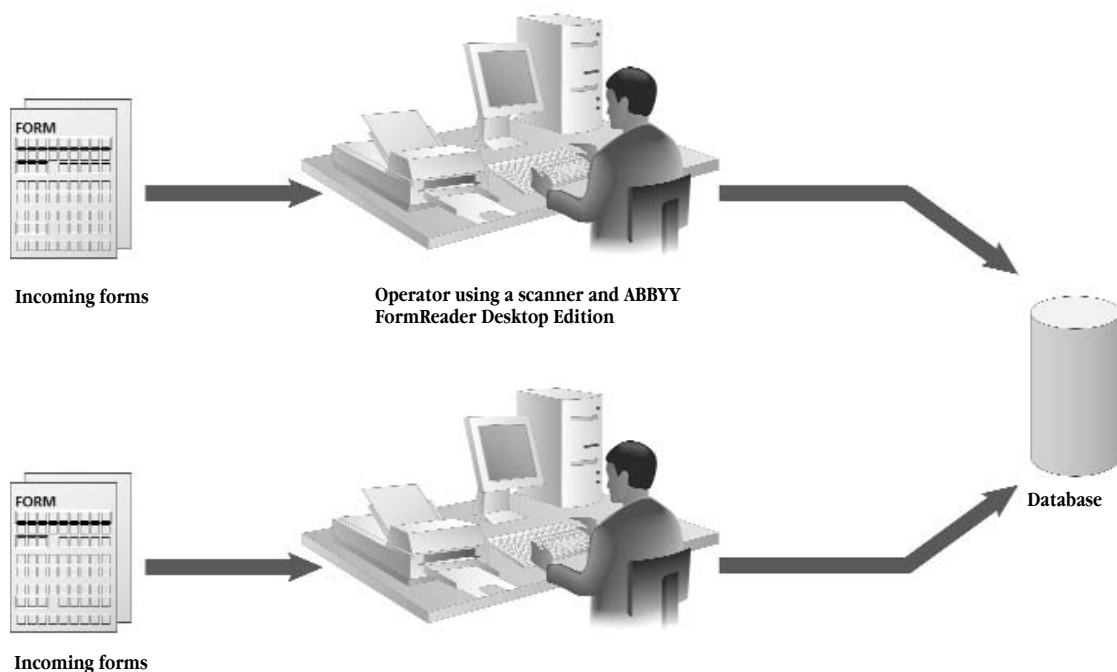 FORM
Incoming forms
Operator using a scanner and ABBYY
FormReader Desktop Edition
Database
FORM
Incoming forms